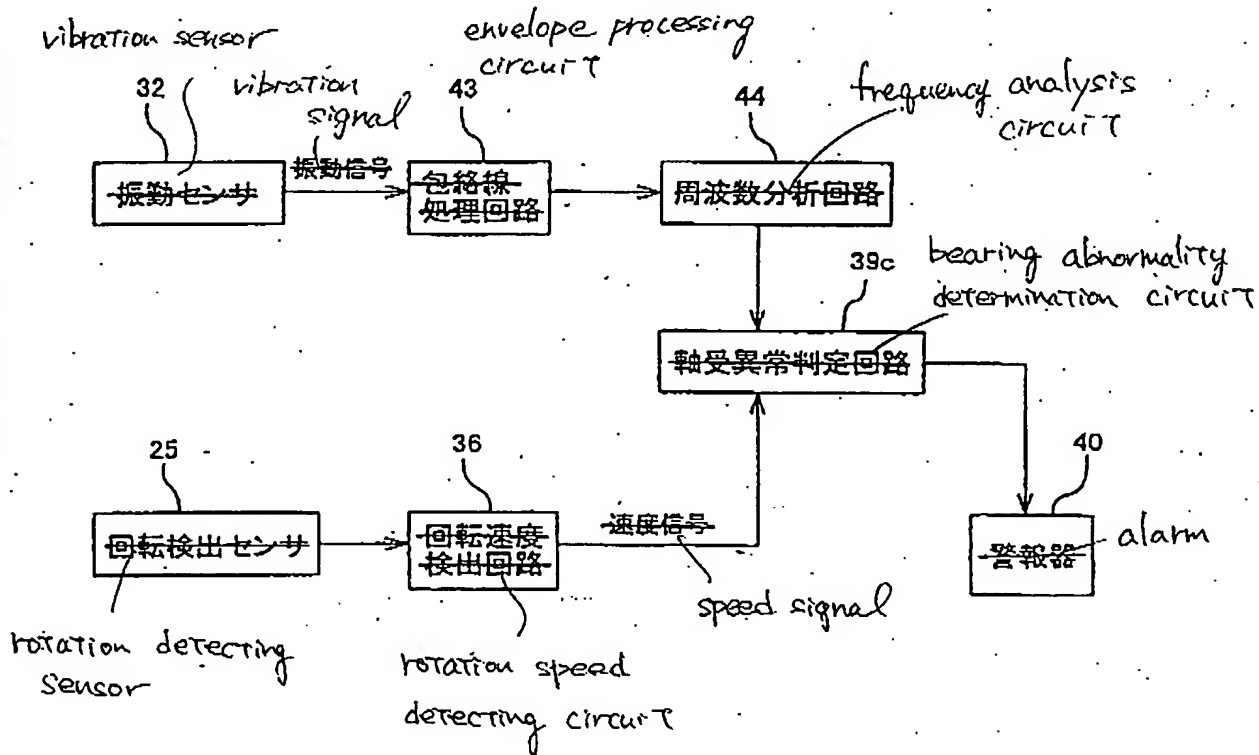 vibration sensor
envelope processing
circuit
32
vibration
signal
43
44
frequency analysis
circuit
振動センサ
振動信号
包絡線
処理回路
周波数分析回路
39c
bearing abnormality
determination circuit
軸受異常判定回路
25
36
40
回転検出センサ
回転速度
検出回路
速度信号
警報器
alarm
speed signal
rotation detecting
sensor
rotation speed
detecting circuit